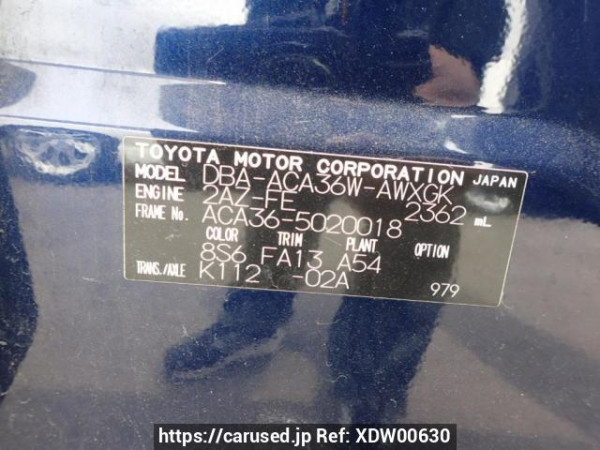 TOYOTA MOTOR CORPORATION JAPAN
MODEL DBA-ACA36W-AWXGK
ENGINE 2AZ-FE 2362 mL
FRAME No. ACA36-5020018
COLOR TRIM PLANT OPTION
8S6 FA13 A54
TRANS./AXLE K112 -02A 979
https://carused.jp Ref: XDW00630